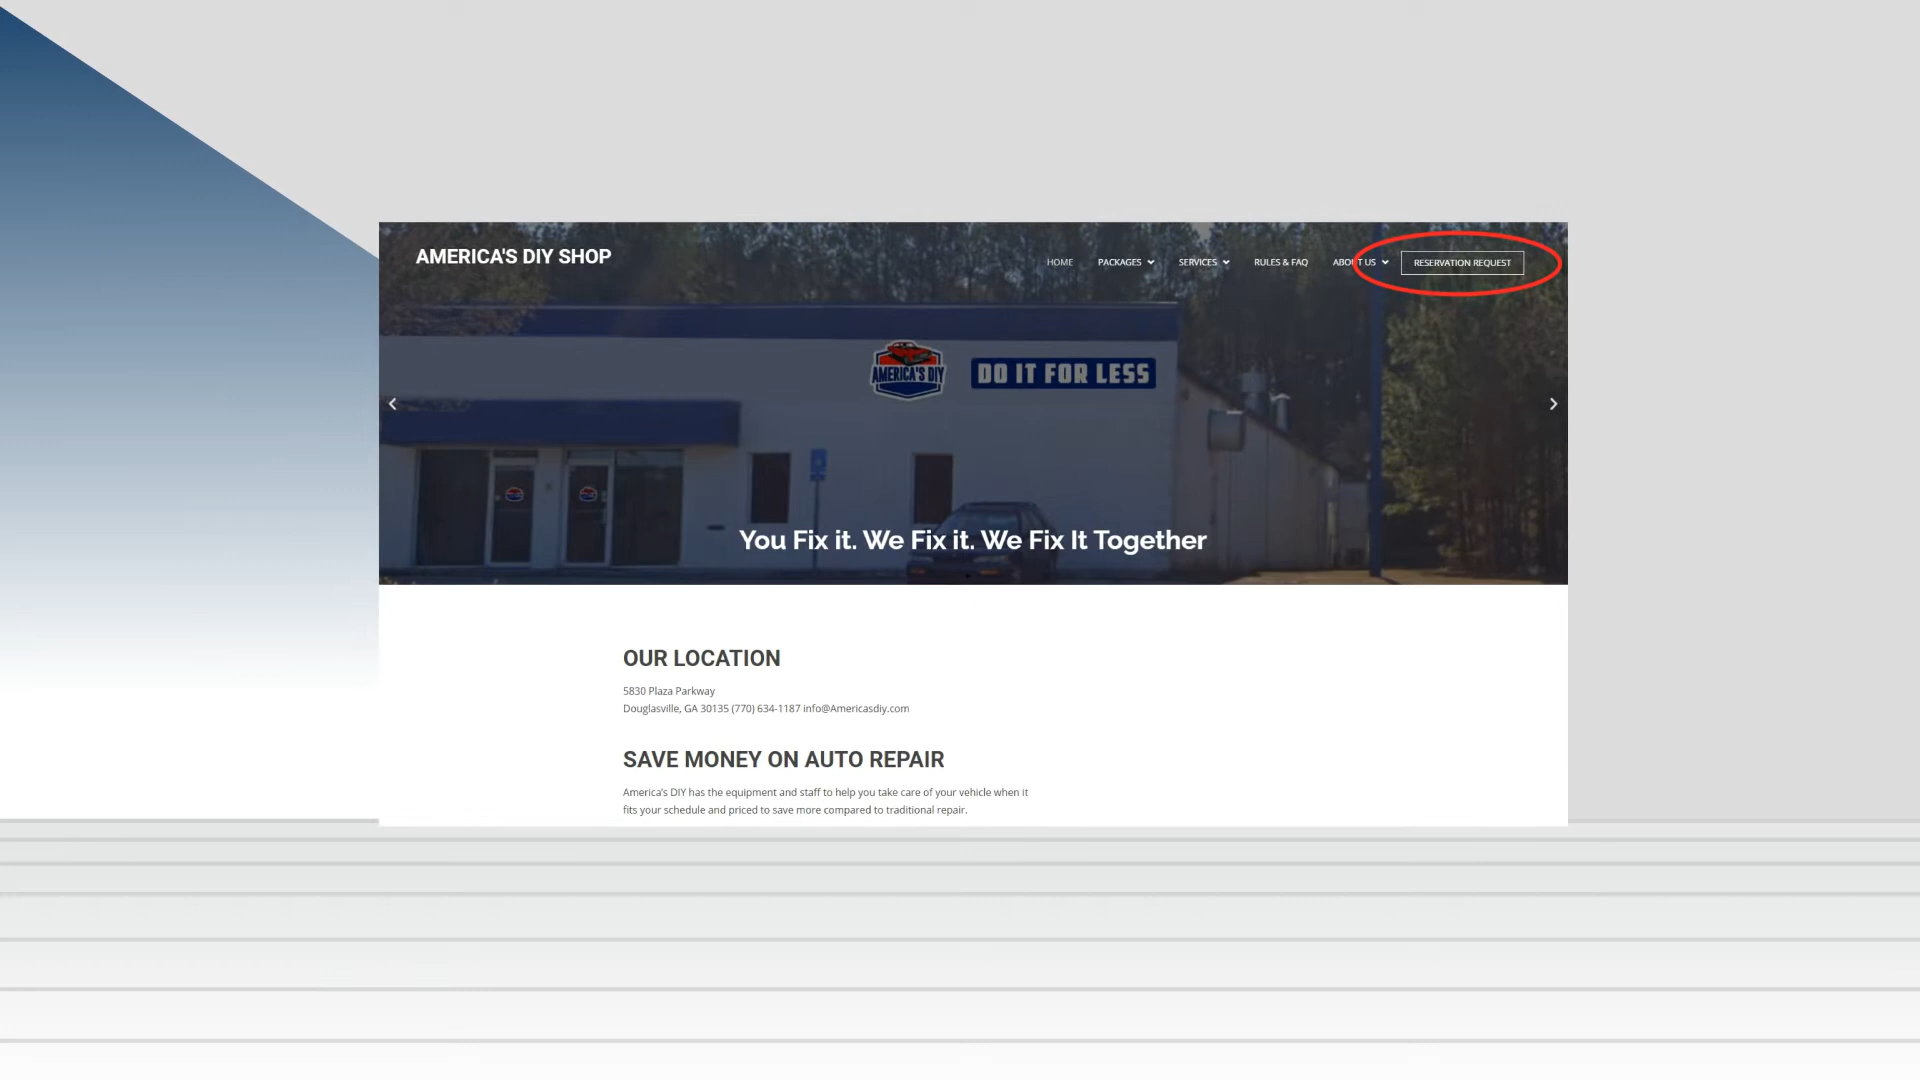 AMERICA'S DIY SHOP
HOME PACKAGES SERVICES RULES & FAQ ABOUT US RESERVATION REQUEST
AMERICA'S DIY
DO IT FOR LESS
You Fix it. We Fix it. We Fix It Together
OUR LOCATION
5830 Plaza Parkway
Douglasville, GA 30135 (770) 634-1187 info@Americasdiy.com
SAVE MONEY ON AUTO REPAIR
America's DIY has the equipment and staff to help you take care of your vehicle when it
fits your schedule and priced to save more compared to traditional repair.